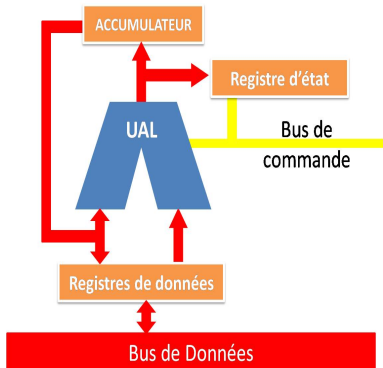 ACCUMULATEUR
Registre d'état
UAL
Bus de
commande
Registres de données
Bus de Données